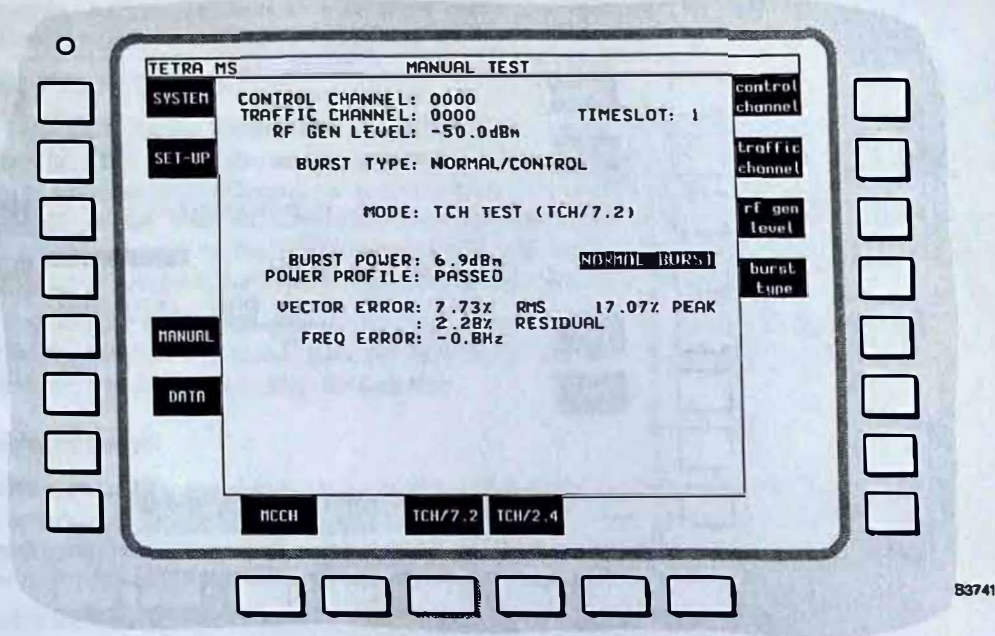 TETRA MS MANUAL TEST
SYSTEM
SET-UP
MANUAL
DATA
CONTROL CHANNEL: 0000
TRAFFIC CHANNEL: 0000 TIMESLOT: 1
RF GEN LEVEL: -50.0dBm
BURST TYPE: NORMAL/CONTROL
MODE: TCH TEST (TCH/7.2)
BURST POWER: 6.9dBm NORMAL BURST
POWER PROFILE: PASSED
VECTOR ERROR: 7.73% RMS 17.07% PEAK
: 2.28% RESIDUAL
FREQ ERROR: -0.8Hz
control
channel
traffic
channel
rf gen
level
burst
type
MCCH TCH/7.2 TCH/2.4
B3741